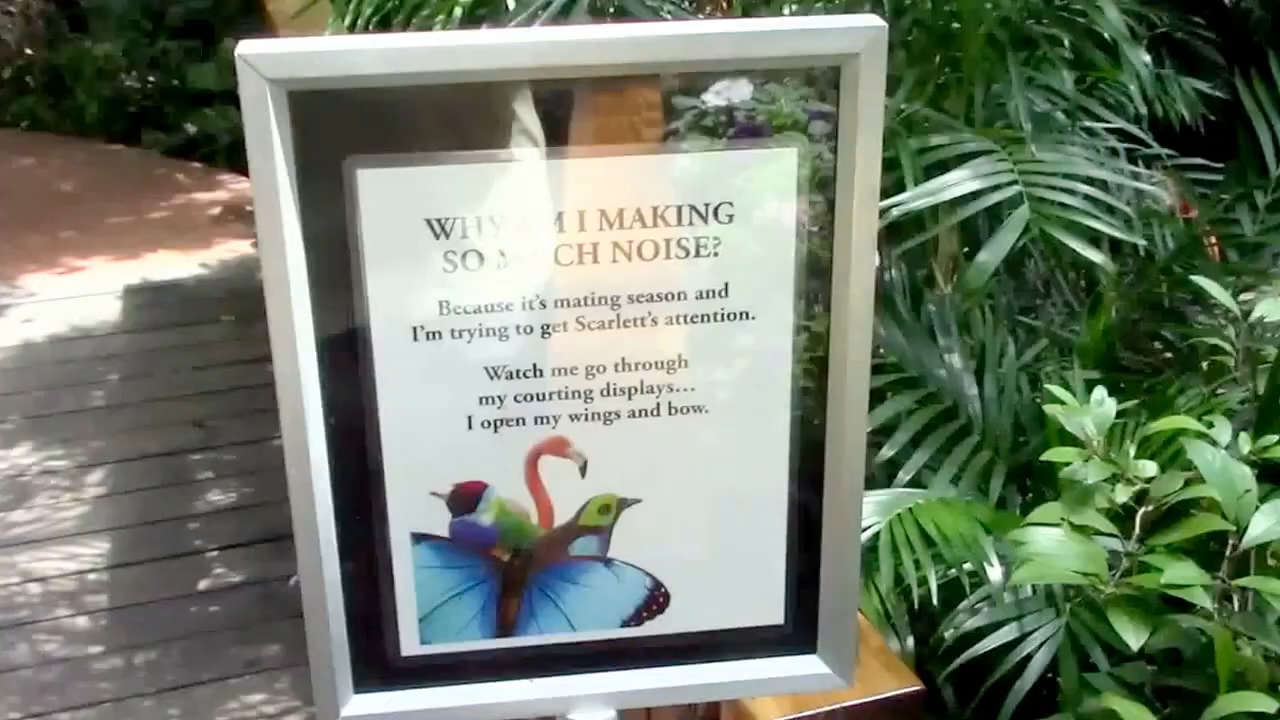 WHY AM I MAKING
SO MUCH NOISE?
Because it's mating season and
I'm trying to get Scarlett's attention.
Watch me go through
my courting displays...
I open my wings and bow.